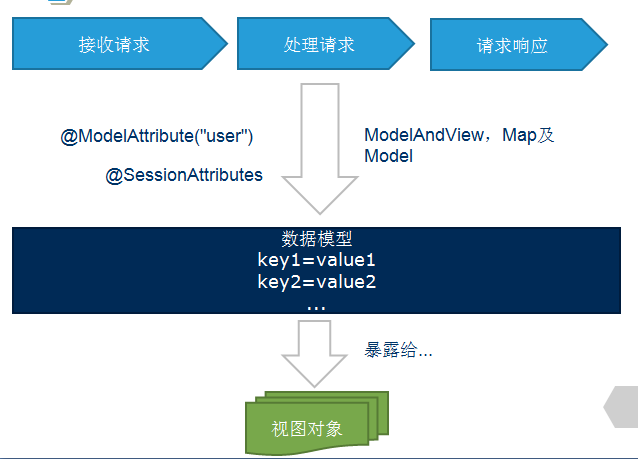 接收请求
处理请求
请求响应
@ModelAttribute("user")
@SessionAttributes
ModelAndView，Map及
Model
数据模型
key1=value1
key2=value2
...
暴露给...
视图对象